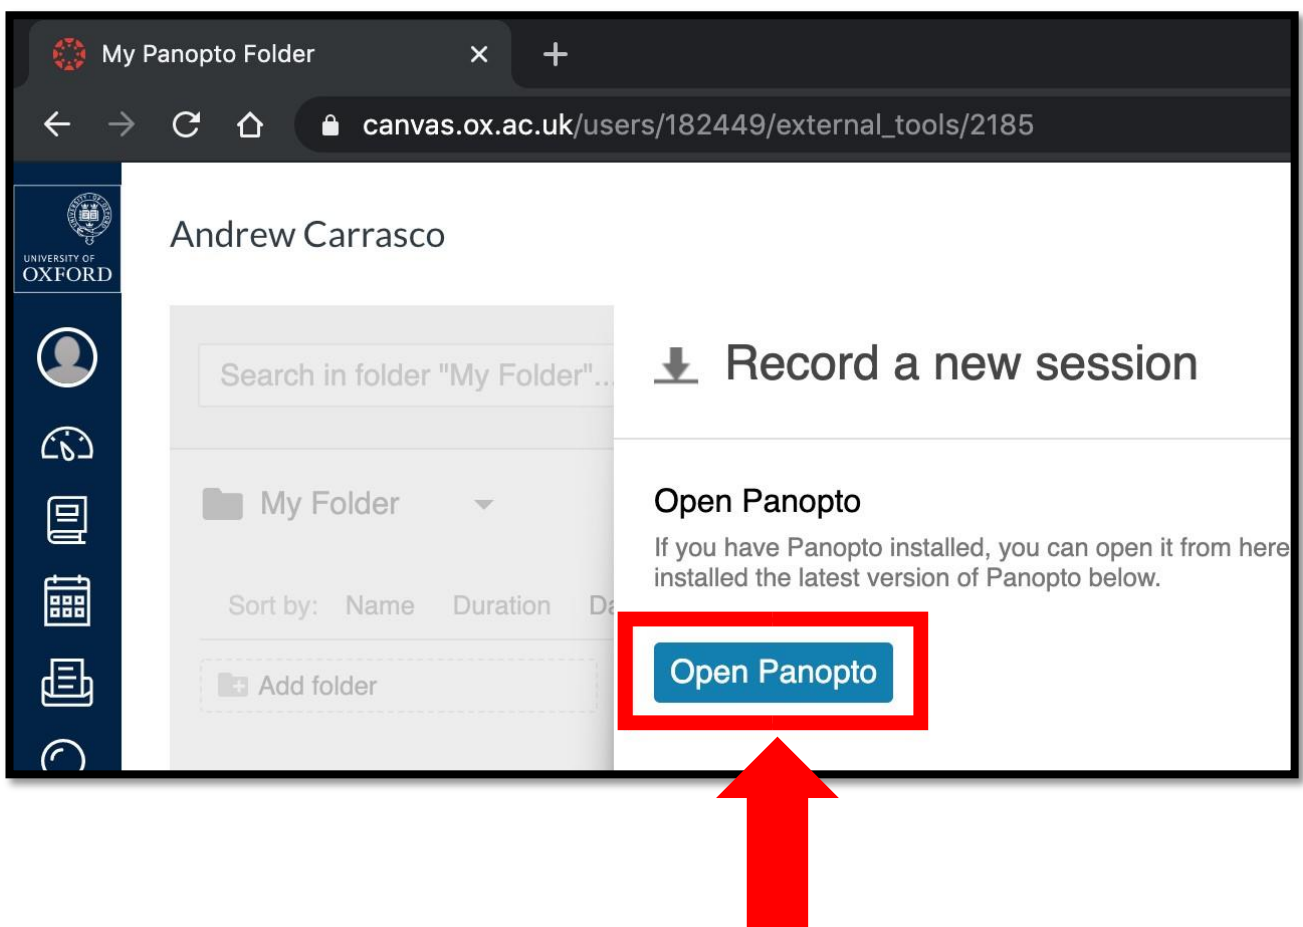 My Panopto Folder
canvas.ox.ac.uk/users/182449/external_tools/2185
UNIVERSITY OF
OXFORD
Andrew Carrasco
Search in folder "My Folder"...
My Folder
Sort by: Name Duration
Add folder
Record a new session
Open Panopto
If you have Panopto installed, you can open it from here
installed the latest version of Panopto below.
Open Panopto